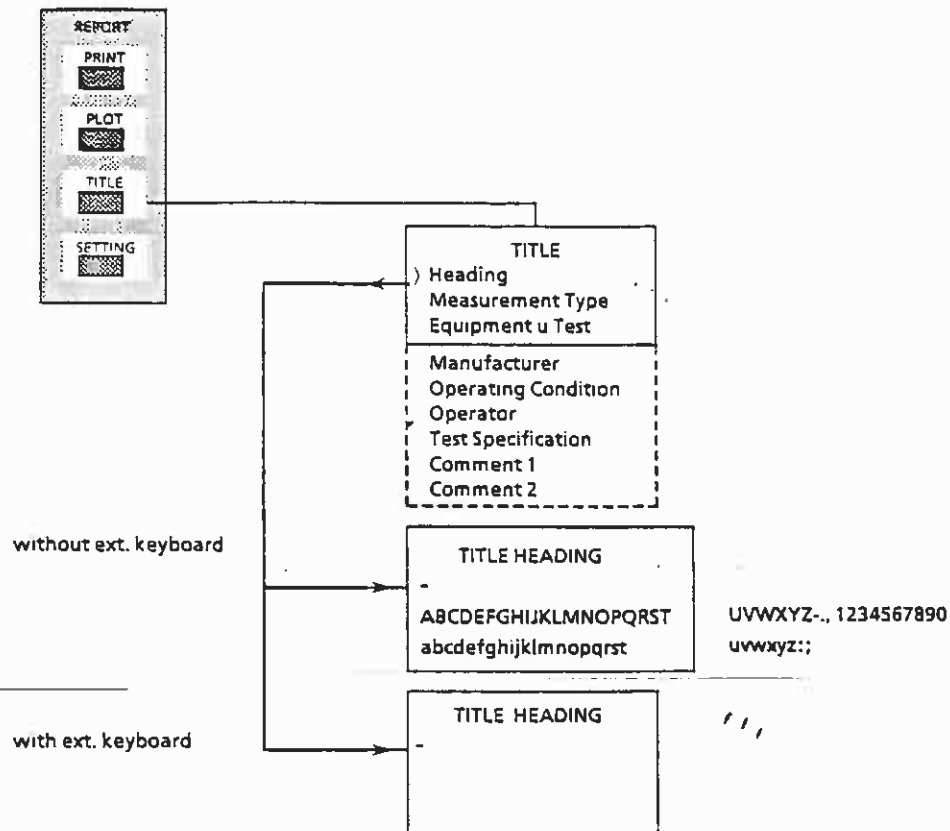 REPORT
PRINT
PLOT
TITLE
SETTING
TITLE
) Heading
Measurement Type
Equipment u Test
Manufacturer
Operating Condition
Operator
Test Specification
Comment 1
Comment 2
without ext. keyboard
TITLE HEADING
-
ABCDEFGHIJKLMNOPQRST UVWXYZ-., 1234567890
abcdefghijklmnopqrst uvwxyz:;
with ext. keyboard
TITLE HEADING
-